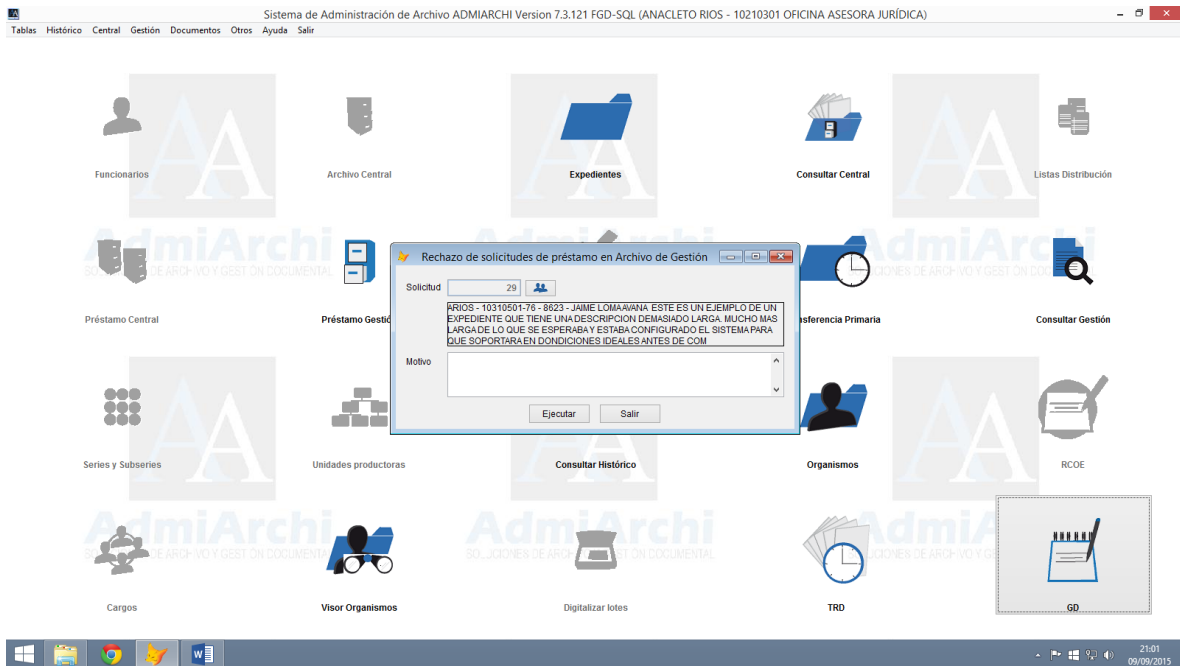 Sistema de Administración de Archivo ADMIARCHI Version 7.3.121 FGD-SQL (ANACLETO RIOS - 10210301 OFICINA ASESORA JURÍDICA)
Tablas Histórico Central Gestión Documentos Otros Ayuda Salir
Funcionarios Archivo Central Expedientes Consultar Central Listas Distribución
Rechazo de solicitudes de préstamo en Archivo de Gestión
Solicitud 29
ARIOS - 10310501-76 - 8623 - JAIME LOMAAVANA ESTE ES UN EJEMPLO DE UN
EXPEDIENTE QUE TIENE UNA DESCRIPCION DEMASIADO LARGA. MUCHO MAS
LARGA DE LO QUE SE ESPERABA Y ESTABA CONFIGURADO EL SISTEMA PARA
QUE SOPORTARA EN DONDICIONES IDEALES ANTES DE COM
Motivo
Ejecutar Salir
Préstamo Central Préstamo Gestió nsferencia Primaria Consultar Gestión
Series y Subseries Unidades productoras Consultar Histórico Organismos RCOE
Cargos Visor Organismos Digitalizar lotes TRD GD
21:01
09/09/2015